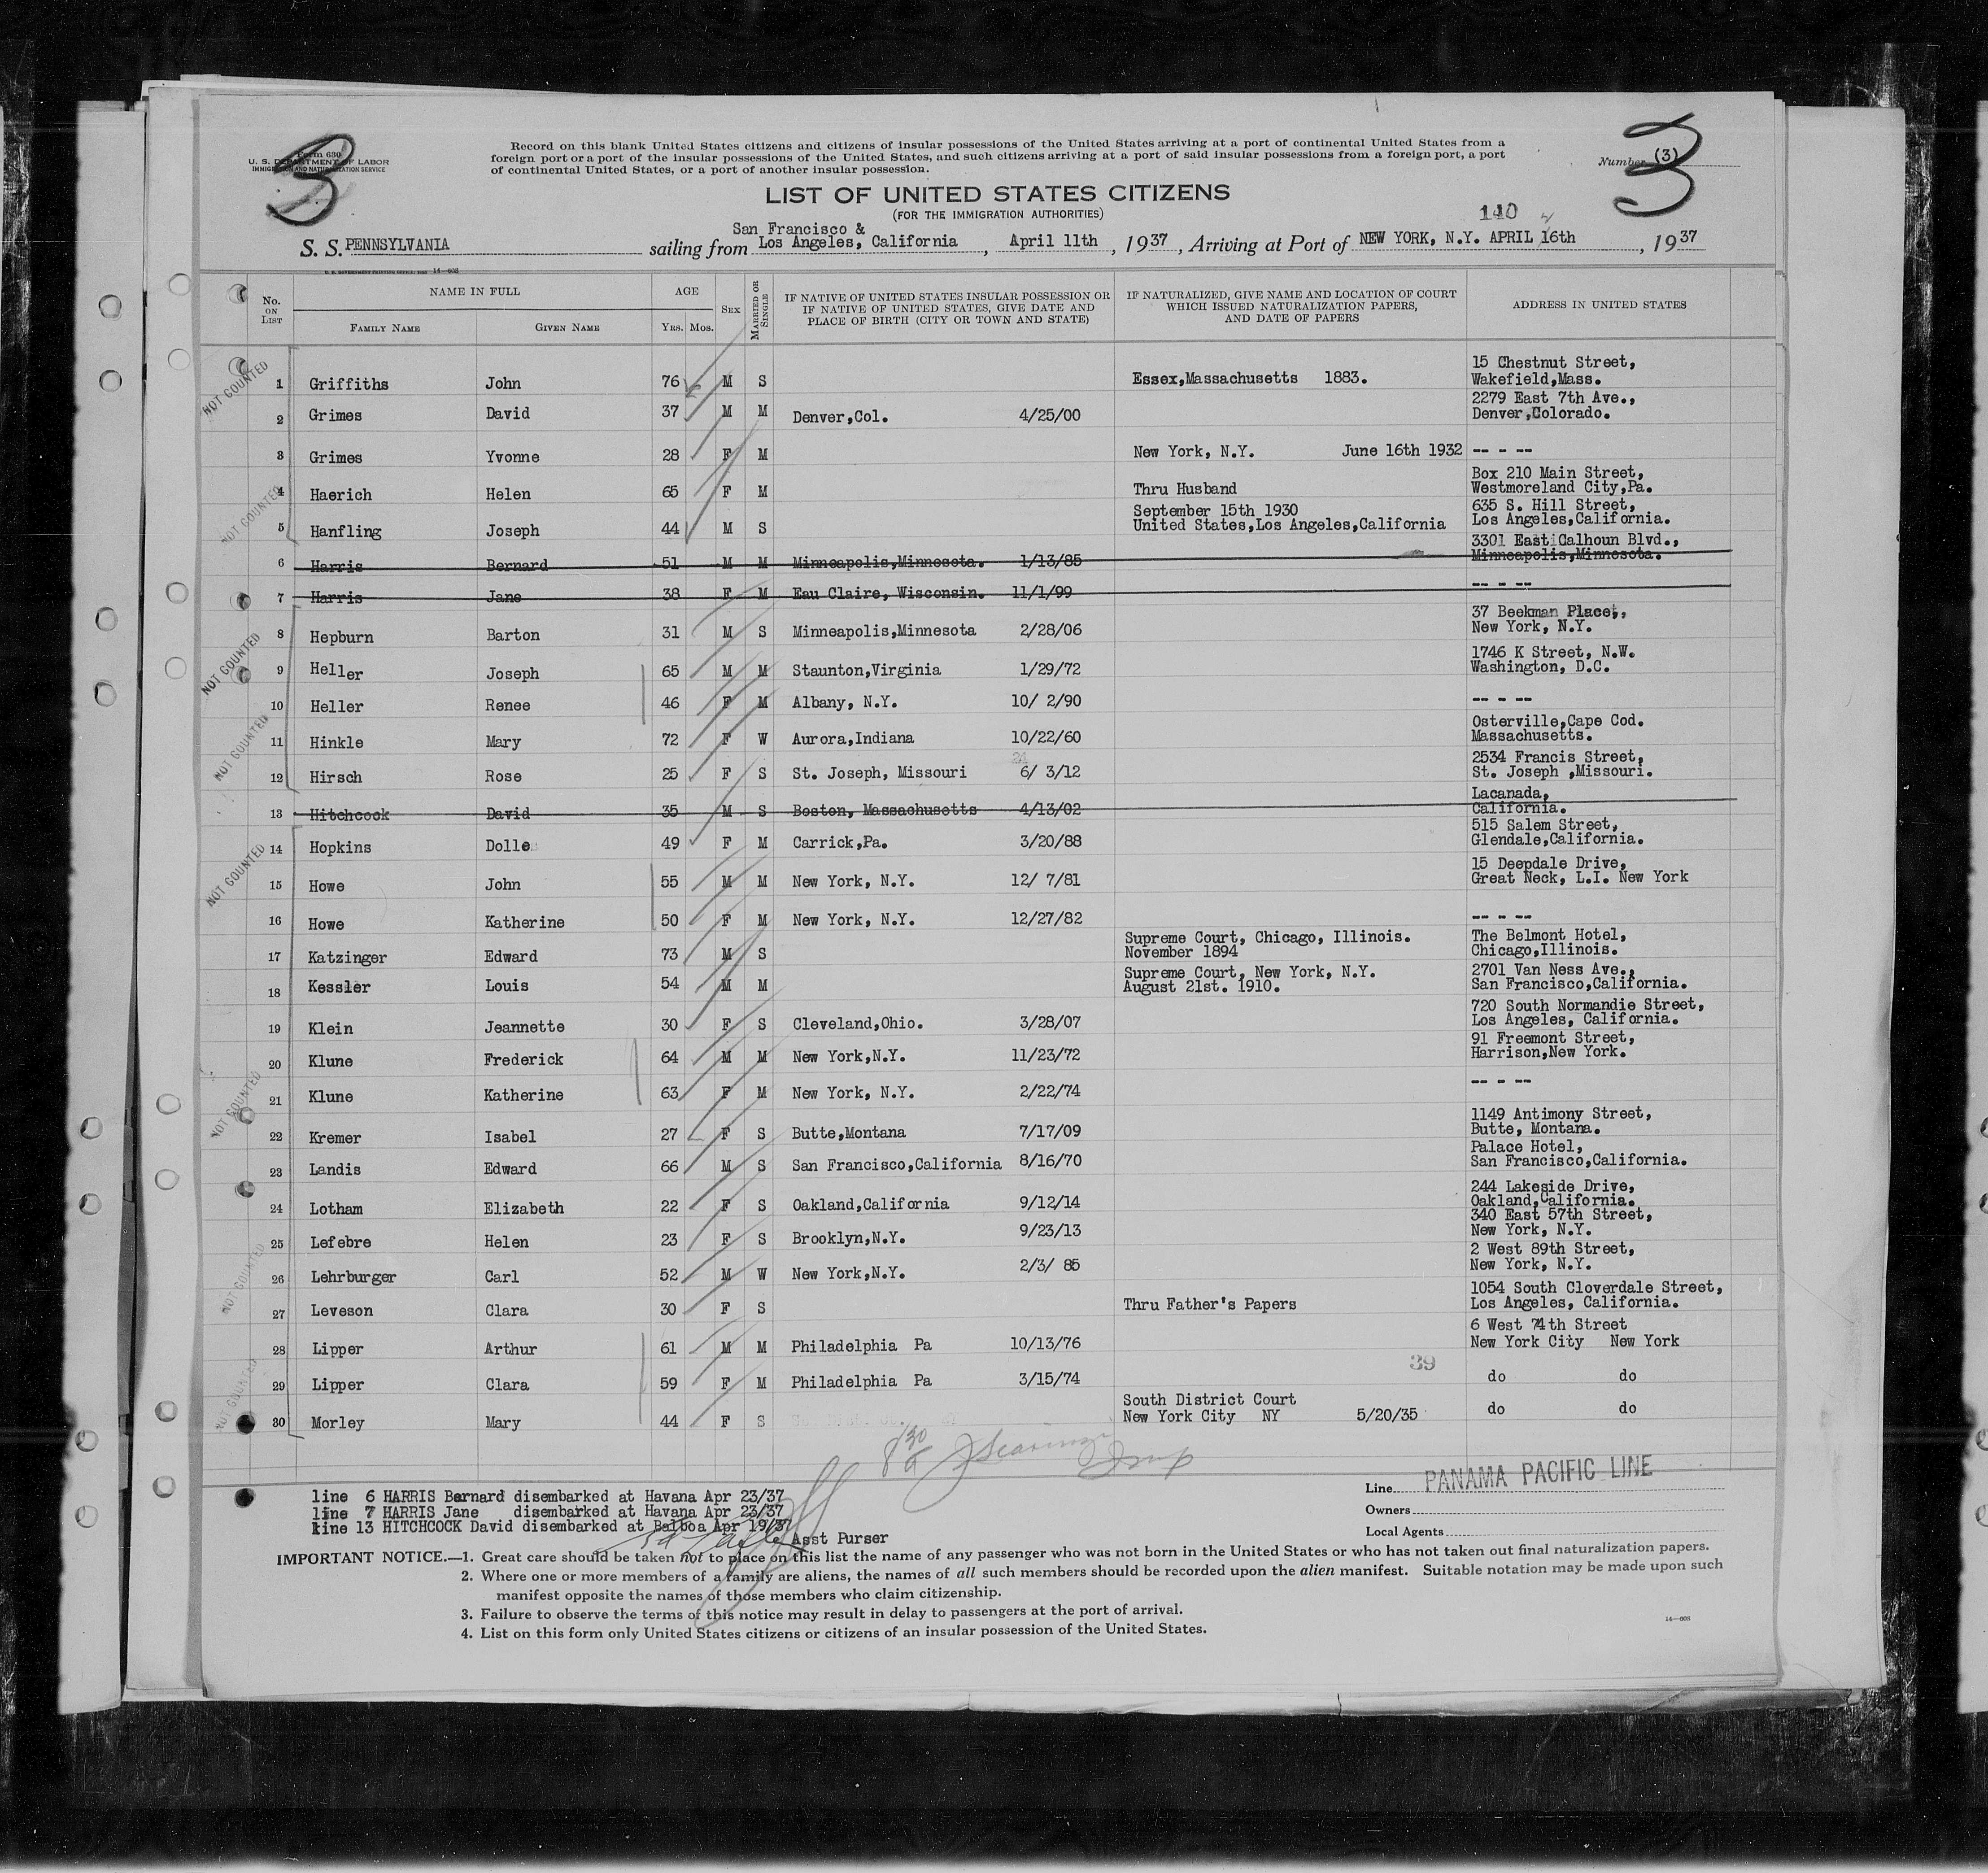 3
Form 630
U. S. DEPARTMENT OF LABOR
IMMIGRATION AND NATURALIZATION SERVICE
Record on this blank United States citizens and citizens of insular possessions of the United States arriving at a port of continental United States from a
foreign port or a port of the insular possessions of the United States, and such citizens arriving at a port of said insular possessions from a foreign port, a port
of continental United States, or a port of another insular possession.
Number (3)
3
LIST OF UNITED STATES CITIZENS
(FOR THE IMMIGRATION AUTHORITIES)
140
San Francisco &
S. S. PENNSYLVANIA sailing from Los Angeles, California, April 11th, 1937, Arriving at Port of NEW YORK, N.Y. APRIL 16th, 1937
No. ON LIST
NAME IN FULL
FAMILY NAME GIVEN NAME
AGE
YRS. MOS.
SEX
MARRIED OR SINGLE
IF NATIVE OF UNITED STATES INSULAR POSSESSION OR
IF NATIVE OF UNITED STATES, GIVE DATE AND
PLACE OF BIRTH (CITY OR TOWN AND STATE)
IF NATURALIZED, GIVE NAME AND LOCATION OF COURT
WHICH ISSUED NATURALIZATION PAPERS,
AND DATE OF PAPERS
ADDRESS IN UNITED STATES
NOT COUNTED
15 Chestnut Street,
1 Griffiths John 76 M S Essex,Massachusetts 1883. Wakefield,Mass.
2279 East 7th Ave.,
2 Grimes David 37 M M Denver,Col. 4/25/00 Denver,Colorado.
3 Grimes Yvonne 28 F M New York, N.Y. June 16th 1932 -- - --
Box 210 Main Street,
4 Haerich Helen 65 F M Thru Husband Westmoreland City,Pa.
NOT COUNTED
September 15th 1930 635 S. Hill Street,
5 Hanfling Joseph 44 M S United States,Los Angeles,California Los Angeles,California.
3301 East Calhoun Blvd.,
6 Harris Bernard 51 M M Minneapolis,Minnesota. 1/13/85 Minneapolis,Minnesota.
7 Harris Jane 38 F M Eau Claire, Wisconsin. 11/1/99 -- - --
37 Beekman Place,,
8 Hepburn Barton 31 M S Minneapolis,Minnesota 2/28/06 New York, N.Y.
NOT COUNTED
1746 K Street, N.W.
9 Heller Joseph 65 M M Staunton,Virginia 1/29/72 Washington, D.C.
10 Heller Renee 46 F M Albany, N.Y. 10/ 2/90 -- - --
Osterville,Cape Cod.
11 Hinkle Mary 72 F W Aurora,Indiana 10/22/60 Massachusetts.
NOT COUNTED
2534 Francis Street,
12 Hirsch Rose 25 F S St. Joseph, Missouri 6/ 3/12 St. Joseph ,Missouri.
Lacanada,
13 Hitchcock David 35 M S Boston, Massachusetts 4/13/02 California.
515 Salem Street,
14 Hopkins Dolle 49 F M Carrick,Pa. 3/20/88 Glendale,California.
NOT COUNTED
15 Deepdale Drive,
15 Howe John 55 M M New York, N.Y. 12/ 7/81 Great Neck, L.I. New York
16 Howe Katherine 50 F M New York, N.Y. 12/27/82 -- - --
Supreme Court, Chicago, Illinois. The Belmont Hotel,
17 Katzinger Edward 73 M S November 1894 Chicago,Illinois.
Supreme Court, New York, N.Y. 2701 Van Ness Ave.,
18 Kessler Louis 54 M M August 21st. 1910. San Francisco,California.
720 South Normandie Street,
19 Klein Jeannette 30 F S Cleveland,Ohio. 3/28/07 Los Angeles, California.
91 Freemont Street,
20 Klune Frederick 64 M M New York,N.Y. 11/23/72 Harrison,New York.
21 Klune Katherine 63 F M New York, N.Y. 2/22/74 -- - --
NOT COUNTED
1149 Antimony Street,
22 Kremer Isabel 27 F S Butte,Montana 7/17/09 Butte, Montana.
Palace Hotel,
23 Landis Edward 66 M S San Francisco,California 8/16/70 San Francisco,California.
244 Lakeside Drive,
24 Lotham Elizabeth 22 F S Oakland,California 9/12/14 Oakland,California.
340 East 57th Street,
25 Lefebre Helen 23 F S Brooklyn,N.Y. 9/23/13 New York, N.Y.
2 West 89th Street,
26 Lehrburger Carl 52 M W New York,N.Y. 2/3/ 85 New York, N.Y.
NOT COUNTED
1054 South Cloverdale Street,
27 Leveson Clara 30 F S Thru Father's Papers Los Angeles, California.
6 West 74th Street
28 Lipper Arthur 61 M M Philadelphia Pa 10/13/76 New York City New York
39
29 Lipper Clara 59 F M Philadelphia Pa 3/15/74 do do
NOT COUNTED
South District Court
30 Morley Mary 44 F S New York City NY 5/20/35 do do
Line PANAMA PACIFIC LINE
Owners
Local Agents
line 6 HARRIS Bernard disembarked at Havana Apr 23/37
line 7 HARRIS Jane disembarked at Havana Apr 23/37
line 13 HITCHCOCK David disembarked at Balboa Apr 19/37
Asst Purser
IMPORTANT NOTICE.—1. Great care should be taken not to place on this list the name of any passenger who was not born in the United States or who has not taken out final naturalization papers.
2. Where one or more members of a family are aliens, the names of all such members should be recorded upon the alien manifest. Suitable notation may be made upon such
manifest opposite the names of those members who claim citizenship.
3. Failure to observe the terms of this notice may result in delay to passengers at the port of arrival.
4. List on this form only United States citizens or citizens of an insular possession of the United States.
14—608